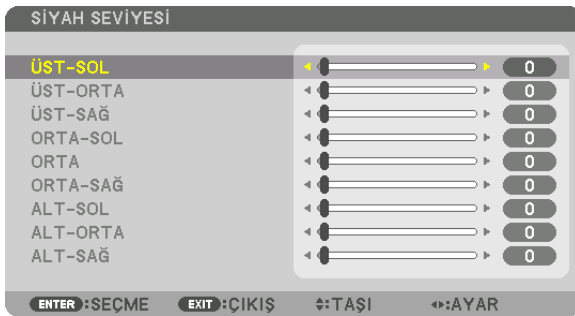 SİYAH SEVİYESİ
ÜST-SOL 0
ÜST-ORTA 0
ÜST-SAĞ 0
ORTA-SOL 0
ORTA 0
ORTA-SAĞ 0
ALT-SOL 0
ALT-ORTA 0
ALT-SAĞ 0
ENTER :SEÇME EXIT :ÇIKIŞ :TAŞI :AYAR